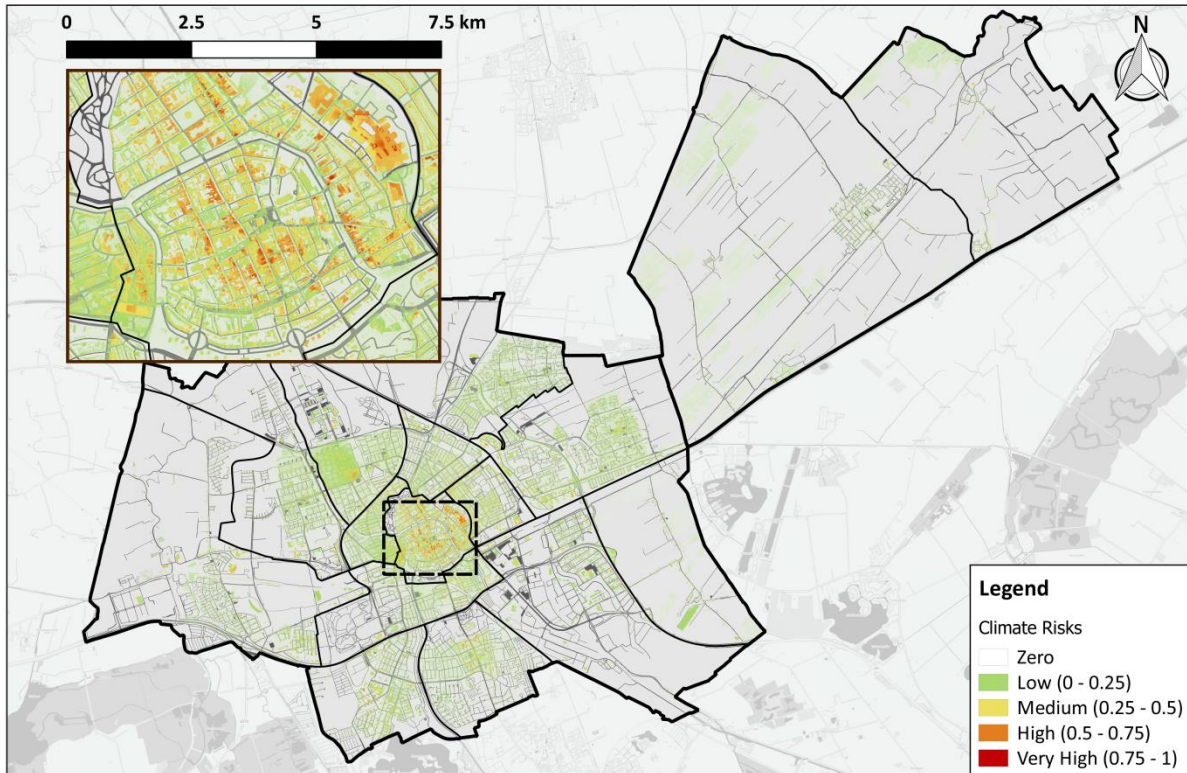 0 2.5 5 7.5 km
N
Legend
Climate Risks
Zero
Low (0 - 0.25)
Medium (0.25 - 0.5)
High (0.5 - 0.75)
Very High (0.75 - 1)